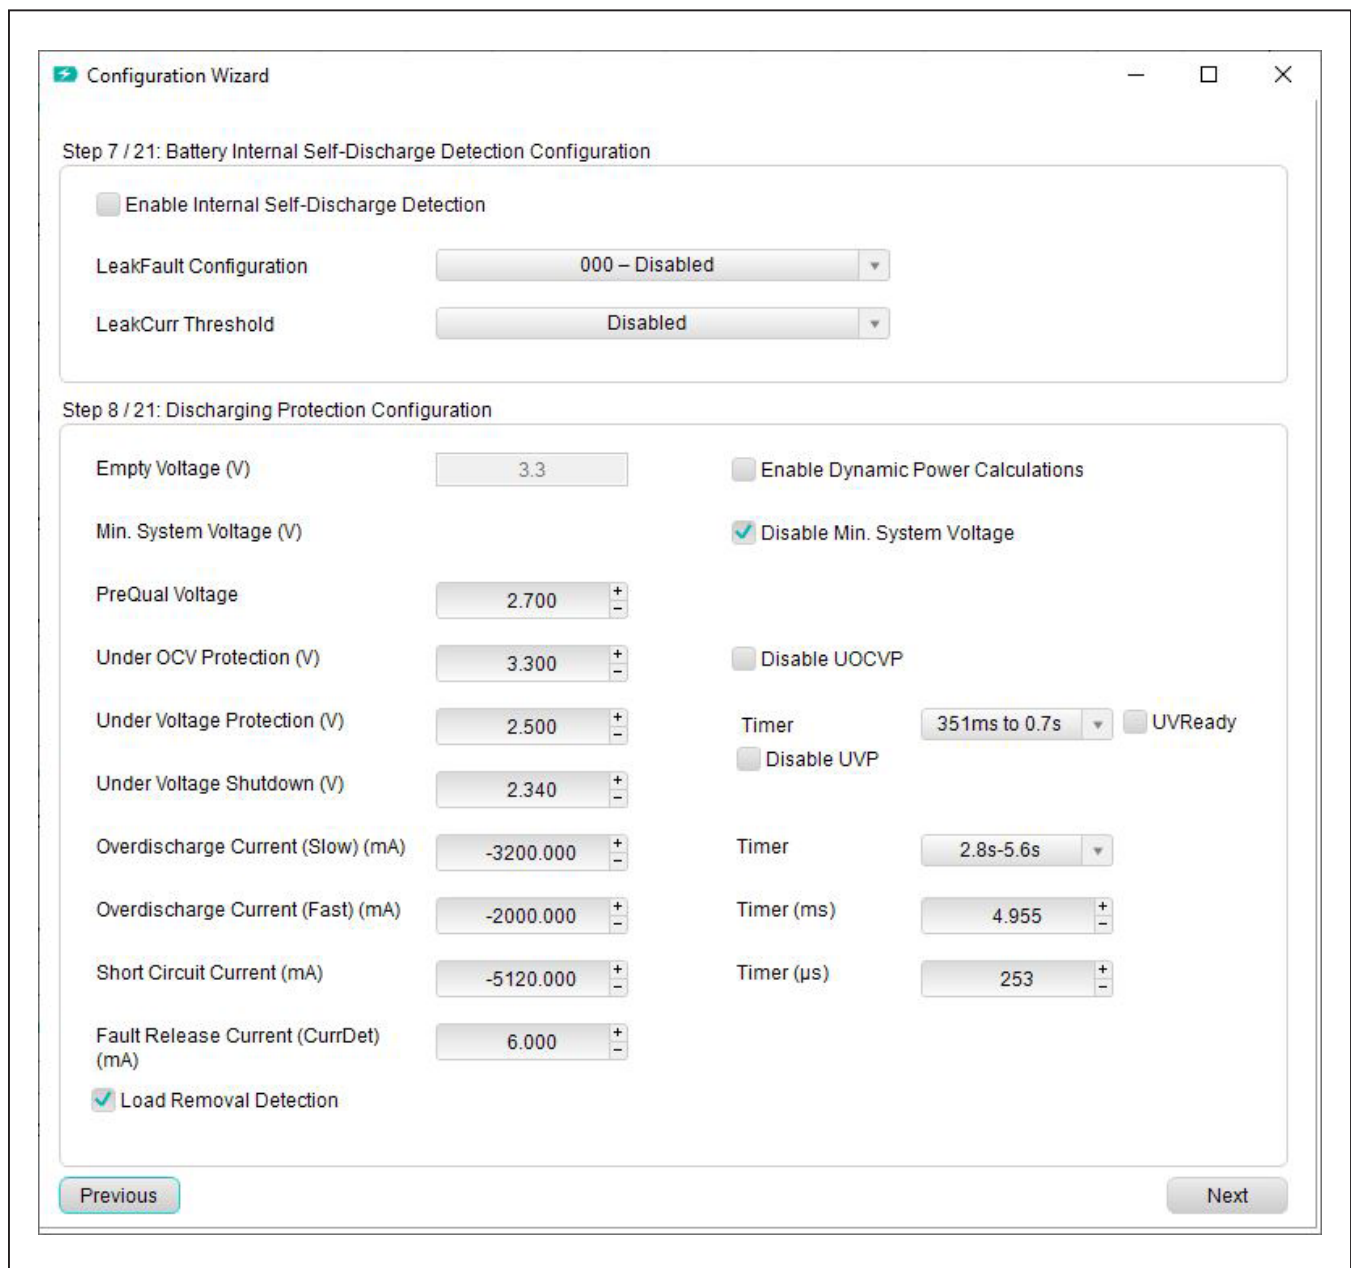 Configuration Wizard
Step 7 / 21: Battery Internal Self-Discharge Detection Configuration
Enable Internal Self-Discharge Detection
LeakFault Configuration 000 – Disabled
LeakCurr Threshold Disabled
Step 8 / 21: Discharging Protection Configuration
Empty Voltage (V) 3.3 Enable Dynamic Power Calculations
Min. System Voltage (V) Disable Min. System Voltage
PreQual Voltage 2.700
Under OCV Protection (V) 3.300 Disable UOCVP
Under Voltage Protection (V) 2.500 Timer 351ms to 0.7s UVReady
Disable UVP
Under Voltage Shutdown (V) 2.340
Overdischarge Current (Slow) (mA) -3200.000 Timer 2.8s-5.6s
Overdischarge Current (Fast) (mA) -2000.000 Timer (ms) 4.955
Short Circuit Current (mA) -5120.000 Timer (µs) 253
Fault Release Current (CurrDet) 6.000
(mA)
Load Removal Detection
Previous Next